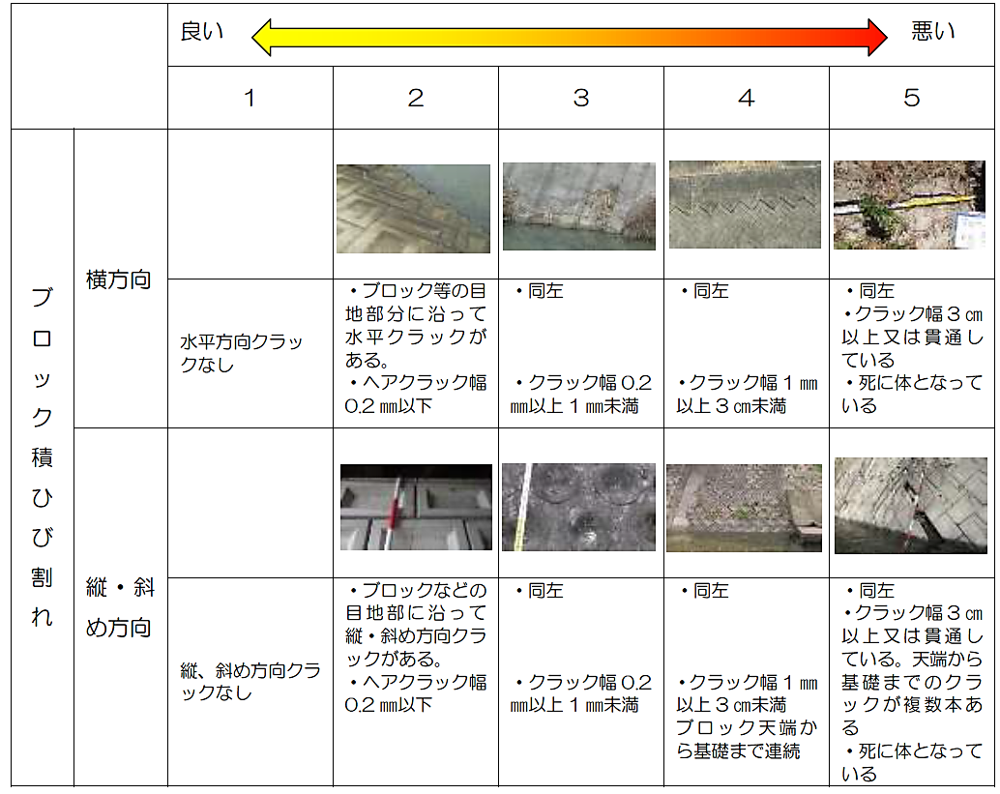 良い
悪い
1
2
3
4
5
ブロック積ひび割れ
横方向
水平方向クラッ
クなし
・ブロック等の目
地部分に沿って
水平クラックが
ある。
・ヘアクラック幅
0.2㎜以下
・同左
・クラック幅0.2
㎜以上1㎜未満
・同左
・クラック幅1㎜
以上3㎝未満
・同左
・クラック幅3㎝
以上又は貫通し
ている
・死に体となって
いる
縦・斜
め方向
縦、斜め方向クラ
ックなし
・ブロックなどの
目地部に沿って
縦・斜め方向クラ
ックがある。
・ヘアクラック幅
0.2㎜以下
・同左
・クラック幅0.2
㎜以上1㎜未満
・同左
・クラック幅1㎜
以上3㎝未満
ブロック天端か
ら基礎まで連続
・同左
・クラック幅3㎝
以上又は貫通し
ている。天端から
基礎までのクラ
ックが複数本あ
る
・死に体となって
いる